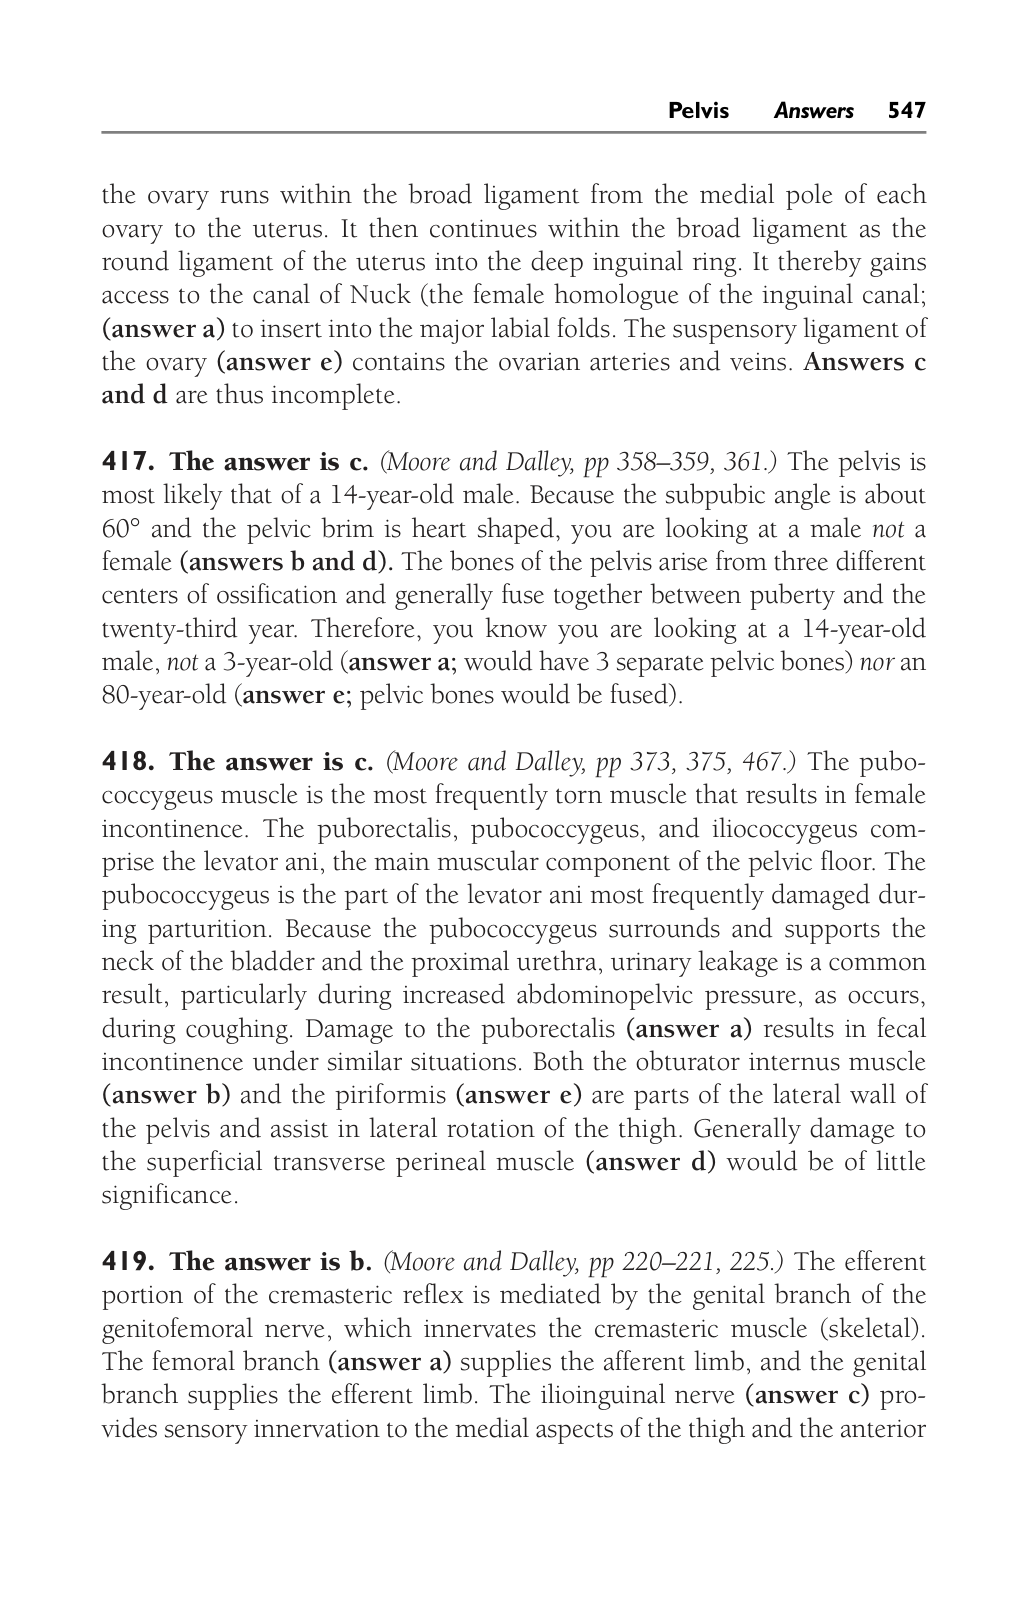 Pelvis Answers 547
the ovary runs within the broad ligament from the medial pole of each
ovary to the uterus. It then continues within the broad ligament as the
round ligament of the uterus into the deep inguinal ring. It thereby gains
access to the canal of Nuck (the female homologue of the inguinal canal;
(answer a) to insert into the major labial folds. The suspensory ligament of
the ovary (answer e) contains the ovarian arteries and veins. Answers c
and d are thus incomplete.
417. The answer is c. (Moore and Dalley, pp 358–359, 361.) The pelvis is
most likely that of a 14-year-old male. Because the subpubic angle is about
60° and the pelvic brim is heart shaped, you are looking at a male not a
female (answers b and d). The bones of the pelvis arise from three different
centers of ossification and generally fuse together between puberty and the
twenty-third year. Therefore, you know you are looking at a 14-year-old
male, not a 3-year-old (answer a; would have 3 separate pelvic bones) nor an
80-year-old (answer e; pelvic bones would be fused).
418. The answer is c. (Moore and Dalley, pp 373, 375, 467.) The pubo-
coccygeus muscle is the most frequently torn muscle that results in female
incontinence. The puborectalis, pubococcygeus, and iliococcygeus com-
prise the levator ani, the main muscular component of the pelvic floor. The
pubococcygeus is the part of the levator ani most frequently damaged dur-
ing parturition. Because the pubococcygeus surrounds and supports the
neck of the bladder and the proximal urethra, urinary leakage is a common
result, particularly during increased abdominopelvic pressure, as occurs,
during coughing. Damage to the puborectalis (answer a) results in fecal
incontinence under similar situations. Both the obturator internus muscle
(answer b) and the piriformis (answer e) are parts of the lateral wall of
the pelvis and assist in lateral rotation of the thigh. Generally damage to
the superficial transverse perineal muscle (answer d) would be of little
significance.
419. The answer is b. (Moore and Dalley, pp 220–221, 225.) The efferent
portion of the cremasteric reflex is mediated by the genital branch of the
genitofemoral nerve, which innervates the cremasteric muscle (skeletal).
The femoral branch (answer a) supplies the afferent limb, and the genital
branch supplies the efferent limb. The ilioinguinal nerve (answer c) pro-
vides sensory innervation to the medial aspects of the thigh and the anterior